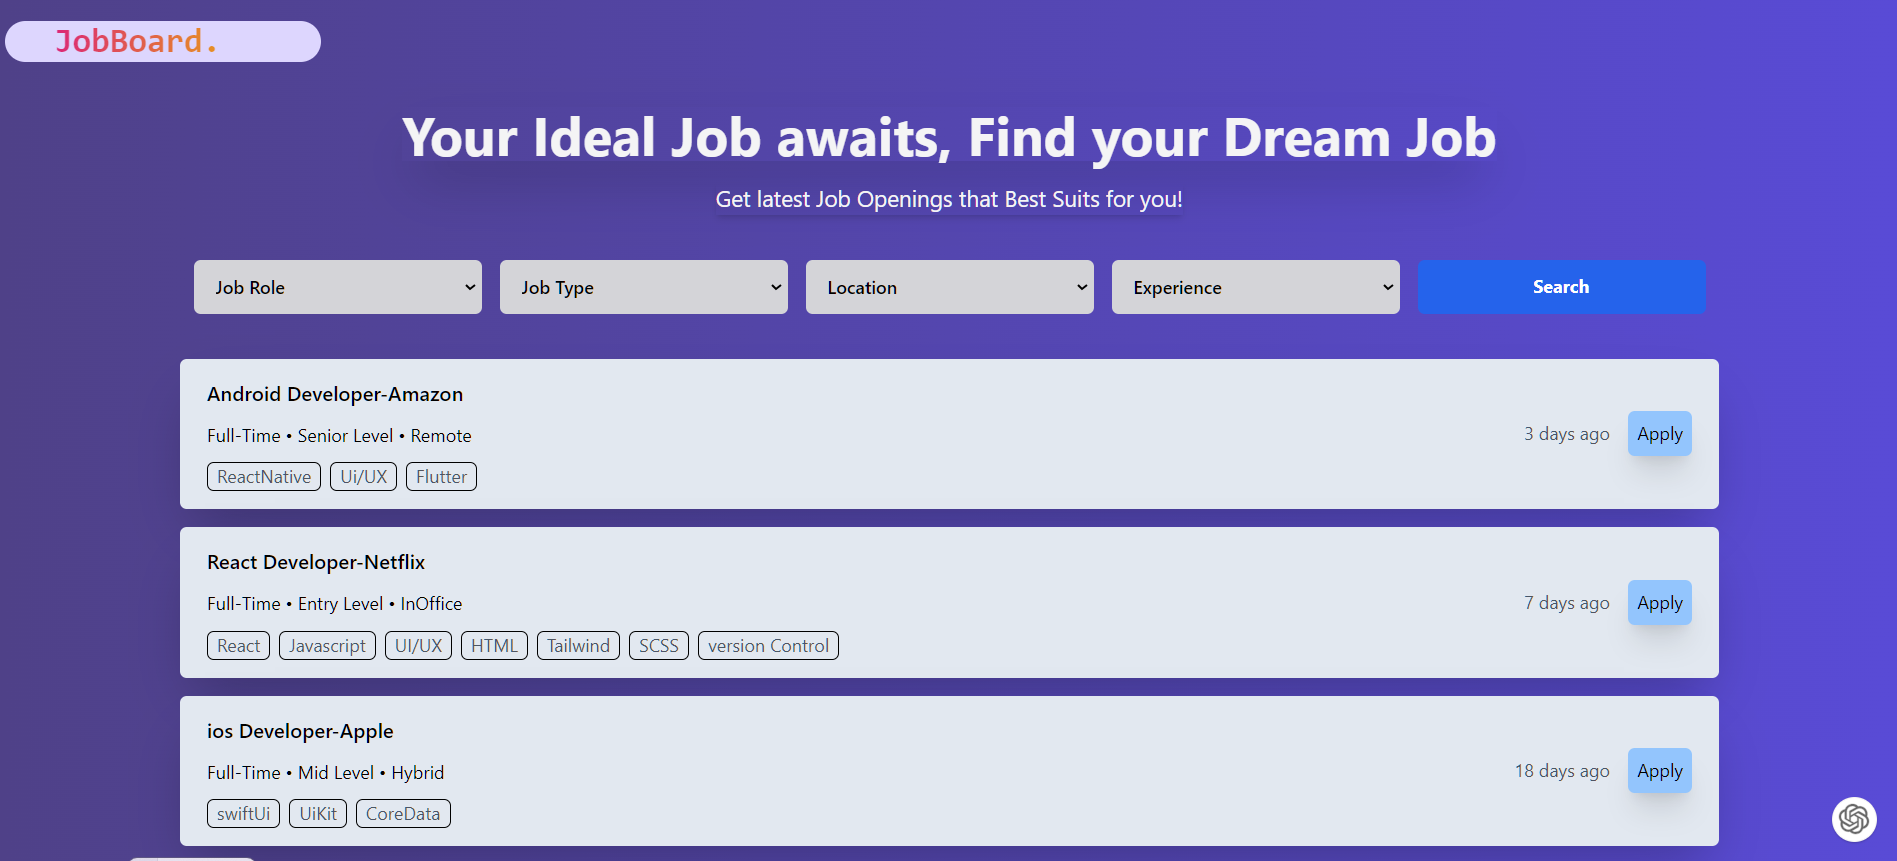 JobBoard.
Your Ideal Job awaits, Find your Dream Job
Get latest Job Openings that Best Suits for you!
Job Role Job Type Location Experience Search
Android Developer-Amazon
Full-Time • Senior Level • Remote
3 days ago Apply
ReactNative Ui/UX Flutter
React Developer-Netflix
Full-Time • Entry Level • InOffice
7 days ago Apply
React Javascript UI/UX HTML Tailwind SCSS version Control
ios Developer-Apple
Full-Time • Mid Level • Hybrid
18 days ago Apply
swiftUi UiKit CoreData